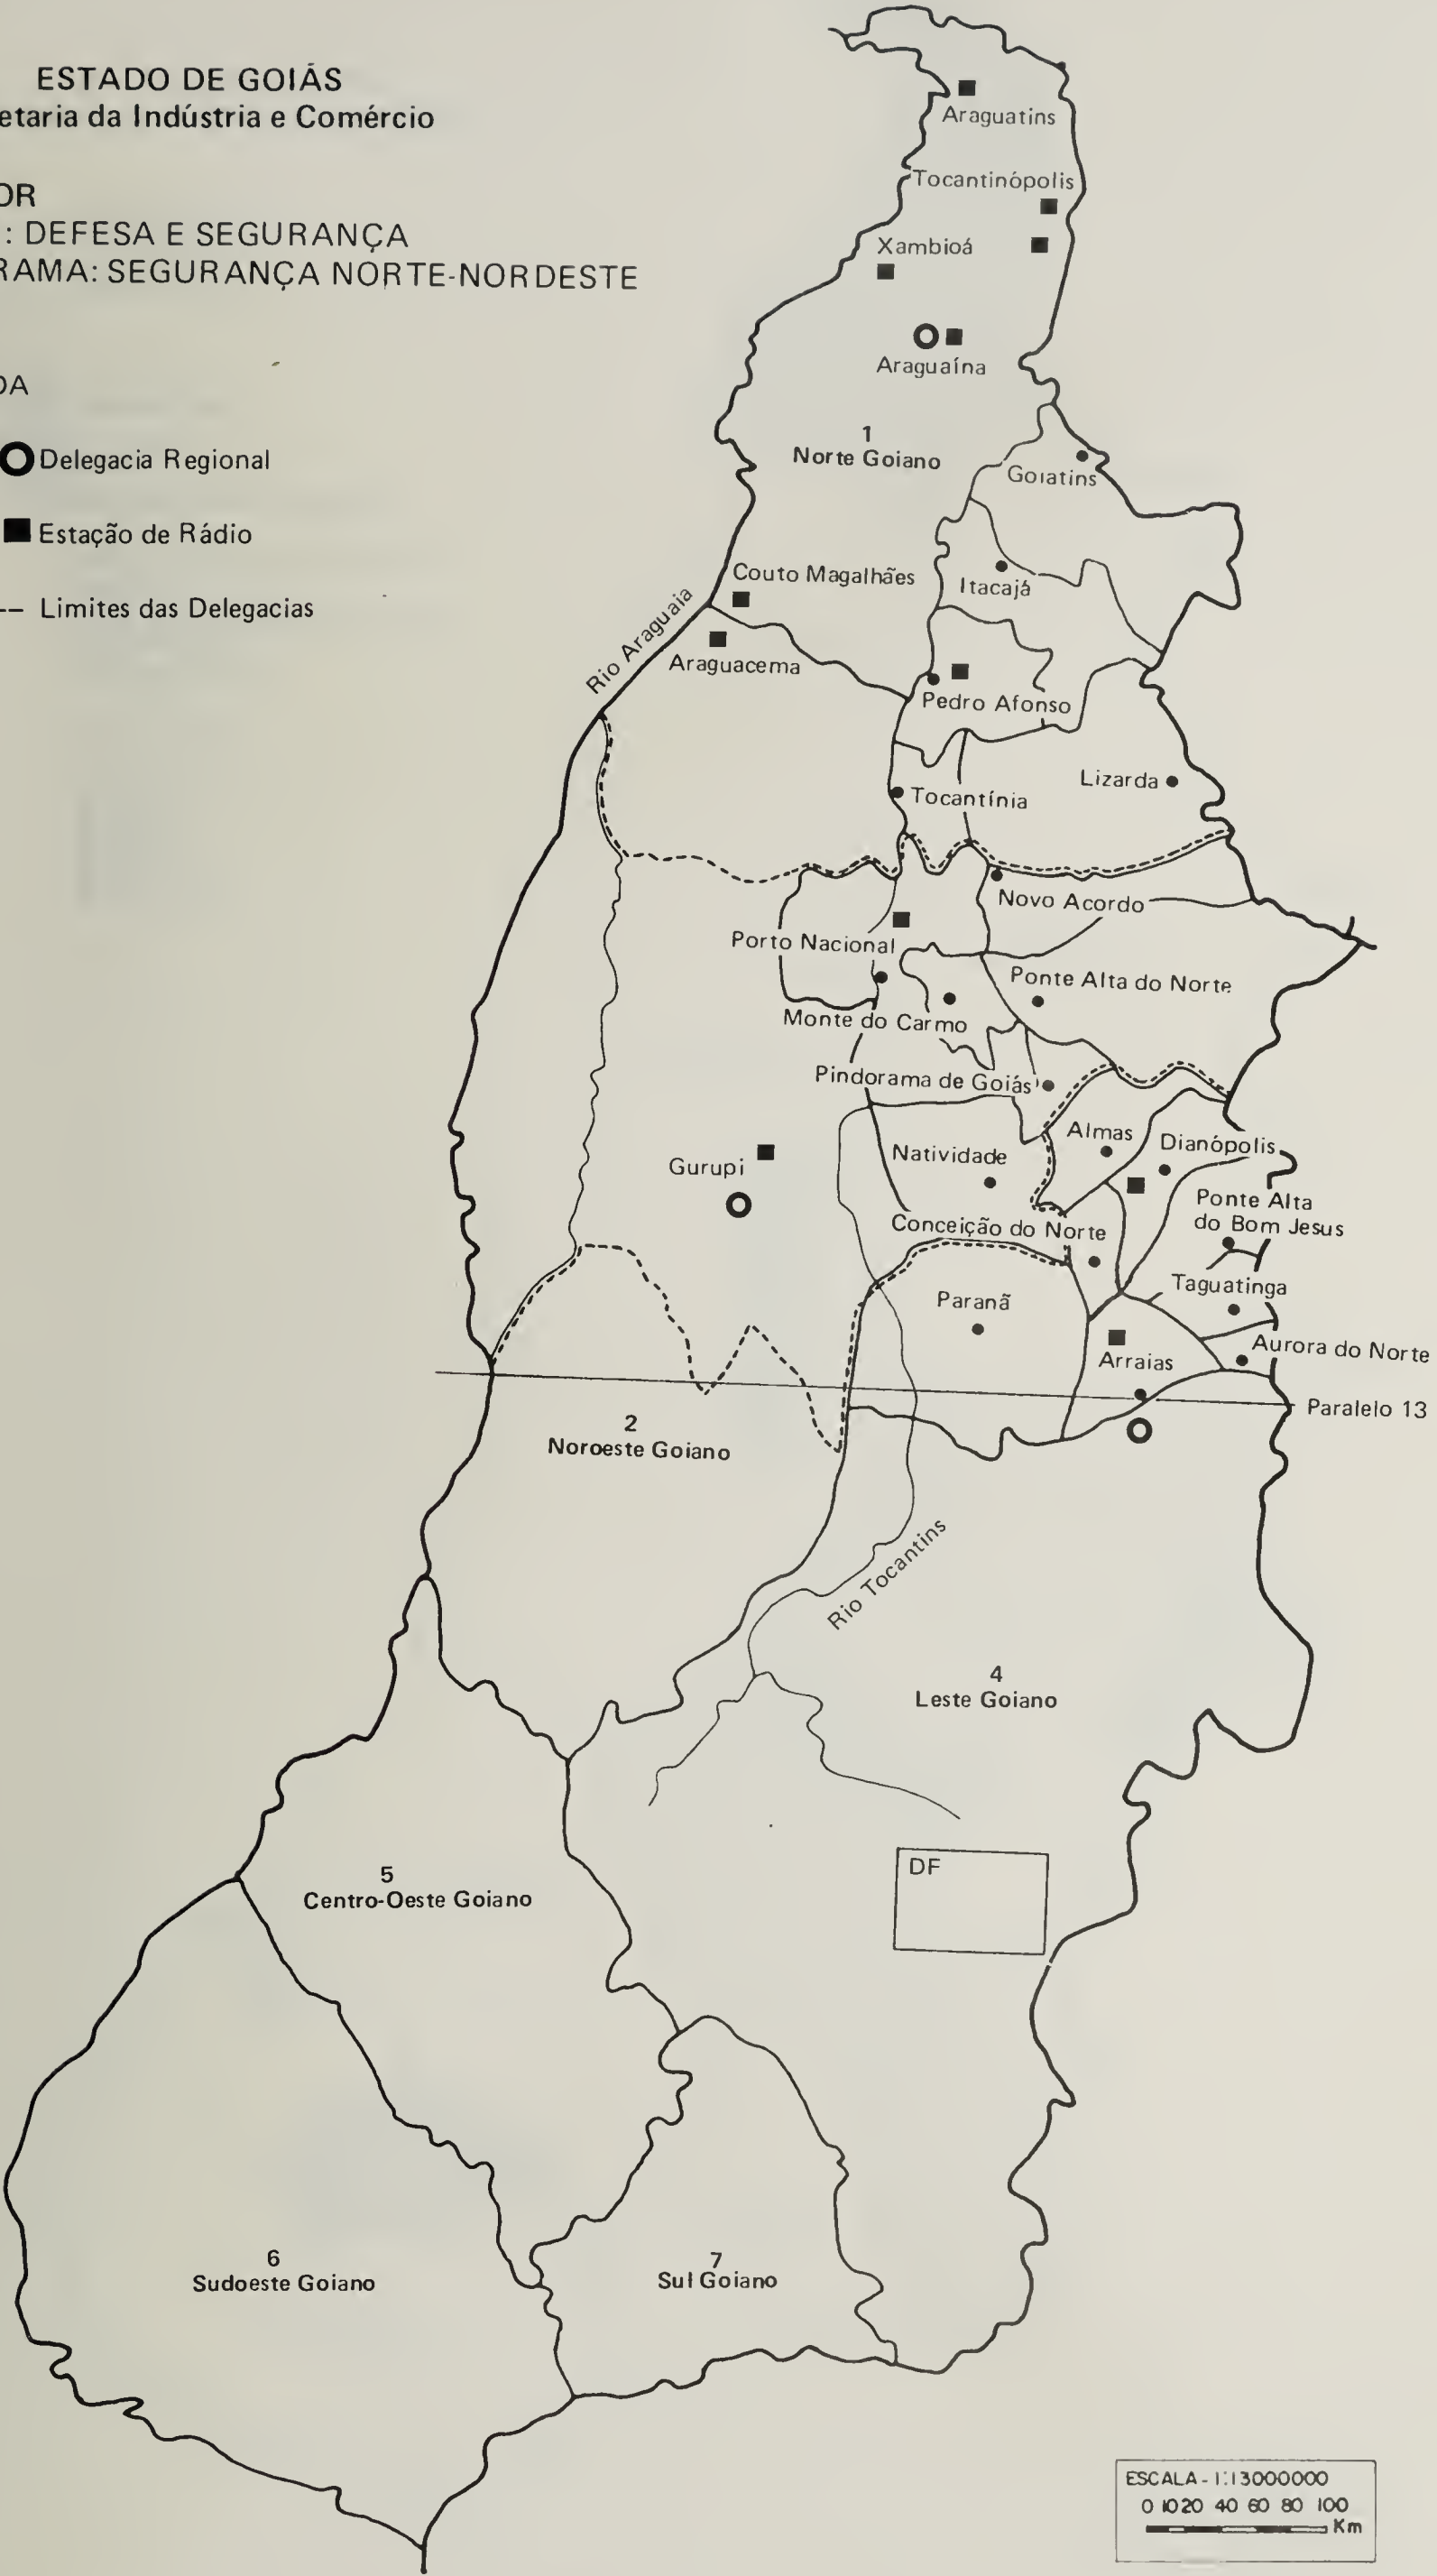 ESTADO DE GOIÁS
etaria da Indústria e Comércio
OR
: DEFESA E SEGURANÇA
RAMA: SEGURANÇA NORTE-NORDESTE
DA
Delegacia Regional
Estação de Rádio
Limites das Delegacias
Araguatins
Tocantinópolis
Xambioá
Araguaína
1
Norte Goiano
Goiatins
Couto Magalhães
Itacajá
Rio Araguaia
Araguacema
Pedro Afonso
Lizarda
Tocantínia
Novo Acordo
Porto Nacional
Ponte Alta do Norte
Monte do Carmo
Pindorama de Goiás
Almas
Dianópolis
Natividade
Gurupi
Ponte Alta
do Bom Jesus
Conceição do Norte
Taguatinga
Paranã
Aurora do Norte
Arraias
Paralelo 13
2
Noroeste Goiano
Rio Tocantins
4
Leste Goiano
DF
5
Centro-Oeste Goiano
6
Sudoeste Goiano
7
Sul Goiano
ESCALA - 1:13000000
0 10 20 40 60 80 100
Km